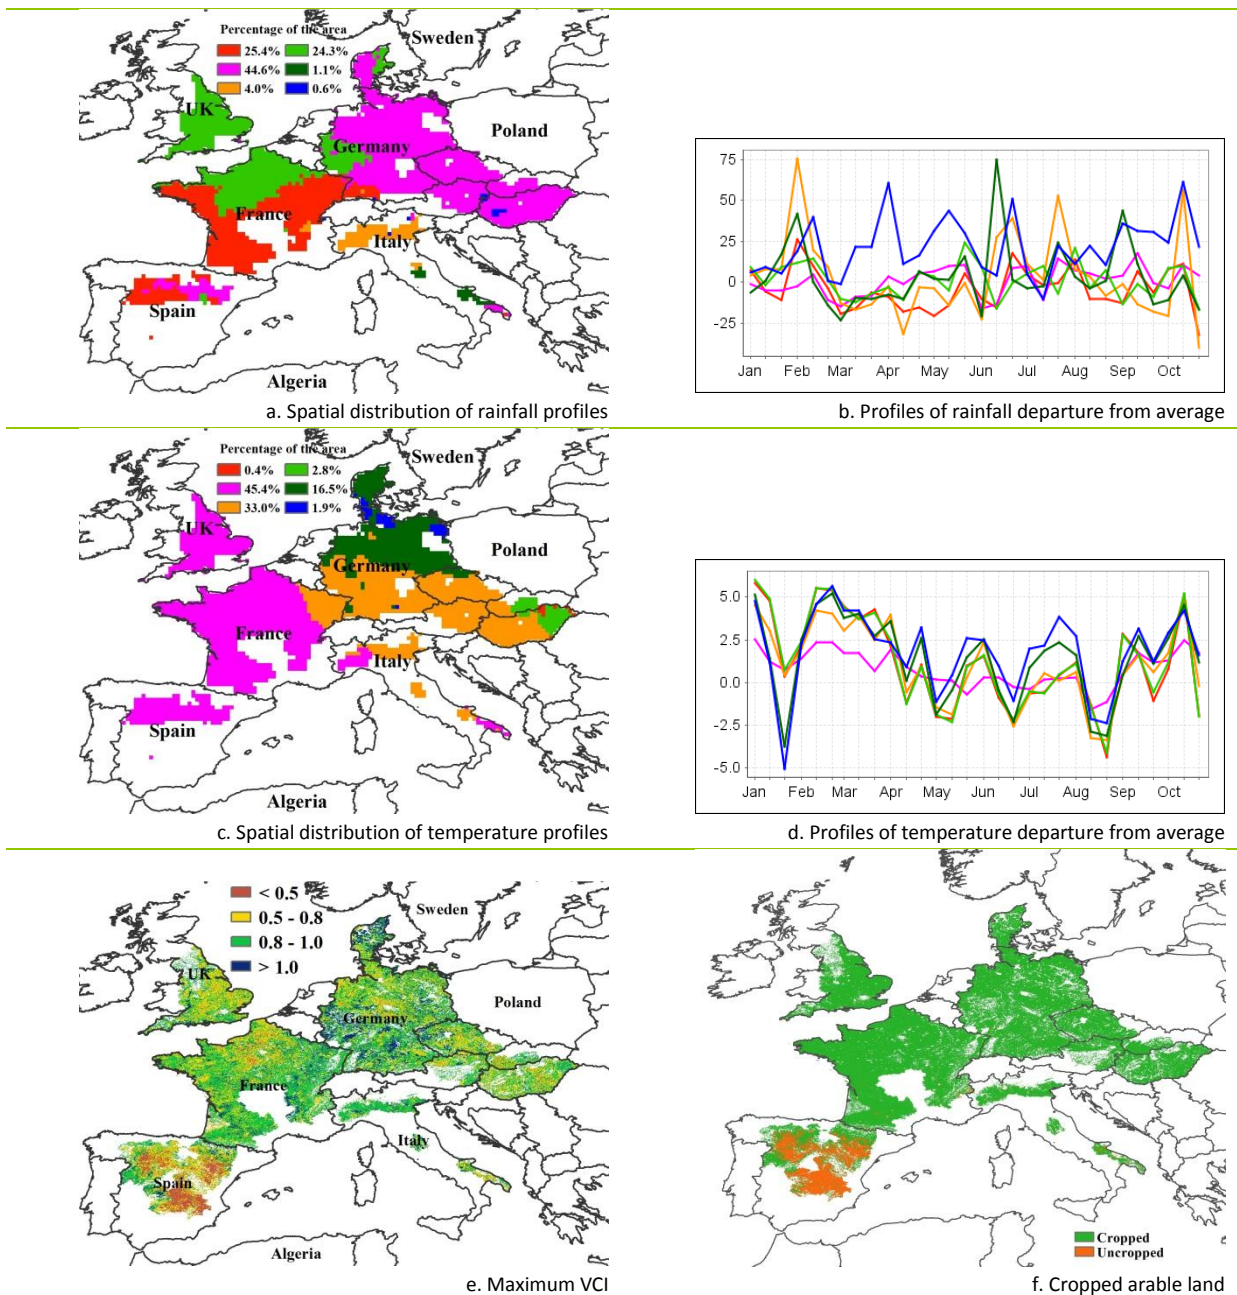 Percentage of the area
25.4% 24.3%
44.6% 1.1%
4.0% 0.6%
Sweden
UK
Poland
Germany
France
Italy
Spain
Algeria
a. Spatial distribution of rainfall profiles
75
50
25
0
-25
Jan Feb Mar Apr May Jun Jul Aug Sep Oct
b. Profiles of rainfall departure from average
Percentage of the area
0.4% 2.8%
45.4% 16.5%
33.0% 1.9%
Sweden
UK
Poland
Germany
France
Italy
Spain
Algeria
c. Spatial distribution of temperature profiles
5.0
2.5
0.0
-2.5
-5.0
Jan Feb Mar Apr May Jun Jul Aug Sep Oct
d. Profiles of temperature departure from average
< 0.5
0.5 - 0.8
0.8 - 1.0
> 1.0
Sweden
UK
Poland
Germany
France
Italy
Spain
Algeria
e. Maximum VCI
Cropped
Uncropped
f. Cropped arable land